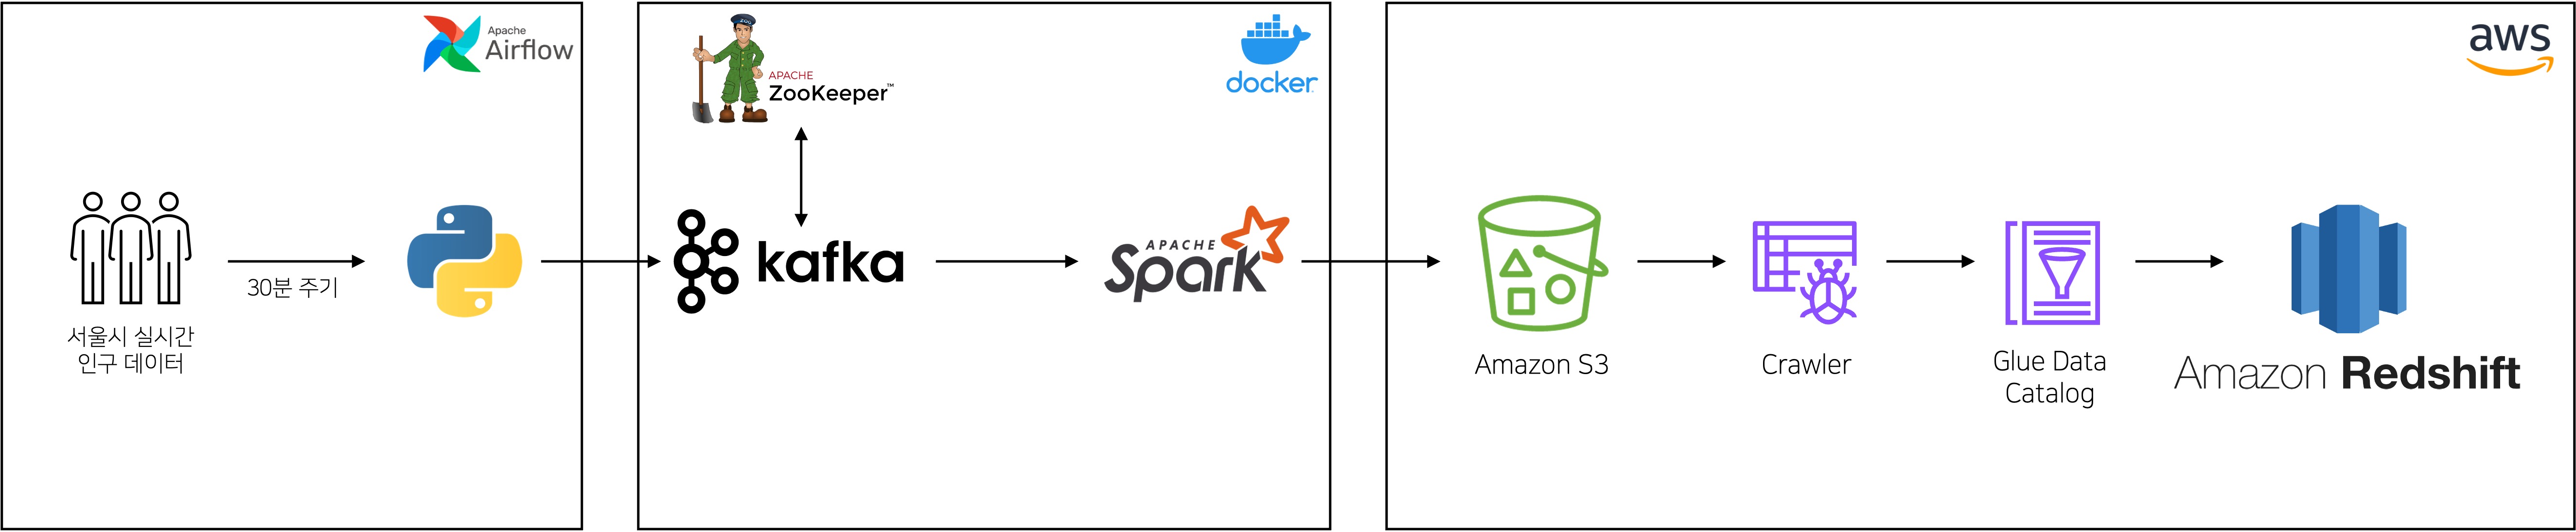 Apache
Airflow
30분 주기
서울시 실시간
인구 데이터
ZOO
APACHE
ZooKeeper™
docker
kafka
APACHE
Spark
aws
Amazon S3
Crawler
Glue Data
Catalog
Amazon Redshift